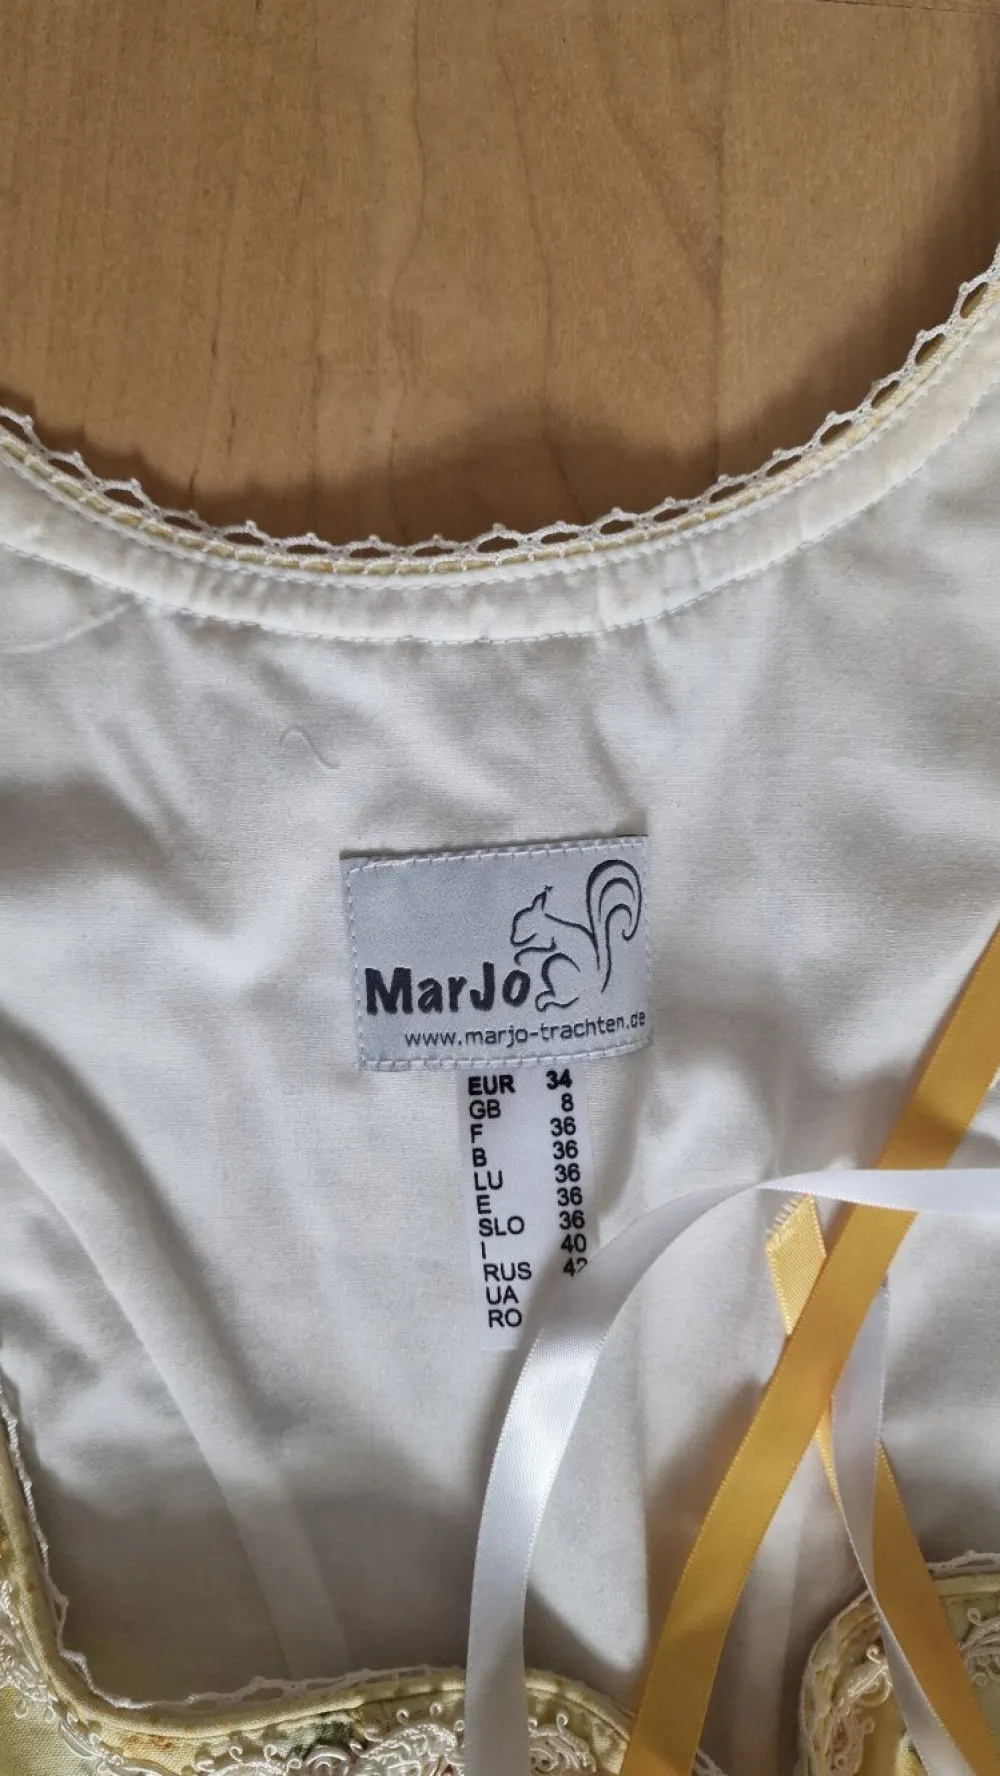 MarJo
www.marjo-trachten.de
EUR 34
GB 8
F 36
B 36
LU 36
E 36
SLO 36
I 40
RUS 42
UA
RO